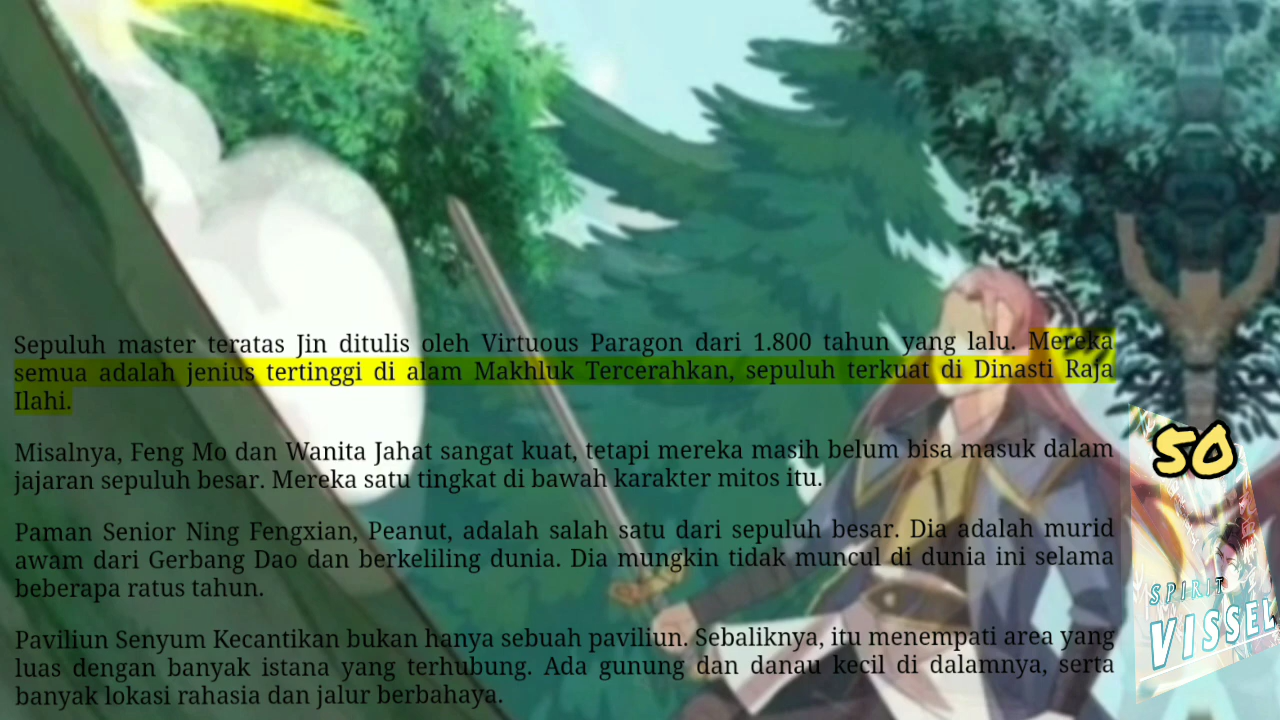 Sepuluh master teratas Jin ditulis oleh Virtuous Paragon dari 1.800 tahun yang lalu. Mereka
semua adalah jenius tertinggi di alam Makhluk Tercerahkan, sepuluh terkuat di Dinasti Raja
Ilahi.
Misalnya, Feng Mo dan Wanita Jahat sangat kuat, tetapi mereka masih belum bisa masuk dalam
jajaran sepuluh besar. Mereka satu tingkat di bawah karakter mitos itu.
Paman Senior Ning Fengxian, Peanut, adalah salah satu dari sepuluh besar. Dia adalah murid
awam dari Gerbang Dao dan berkeliling dunia. Dia mungkin tidak muncul di dunia ini selama
beberapa ratus tahun.
Paviliun Senyum Kecantikan bukan hanya sebuah paviliun. Sebaliknya, itu menempati area yang
luas dengan banyak istana yang terhubung. Ada gunung dan danau kecil di dalamnya, serta
banyak lokasi rahasia dan jalur berbahaya.
50
SPIRIT
VISSEL